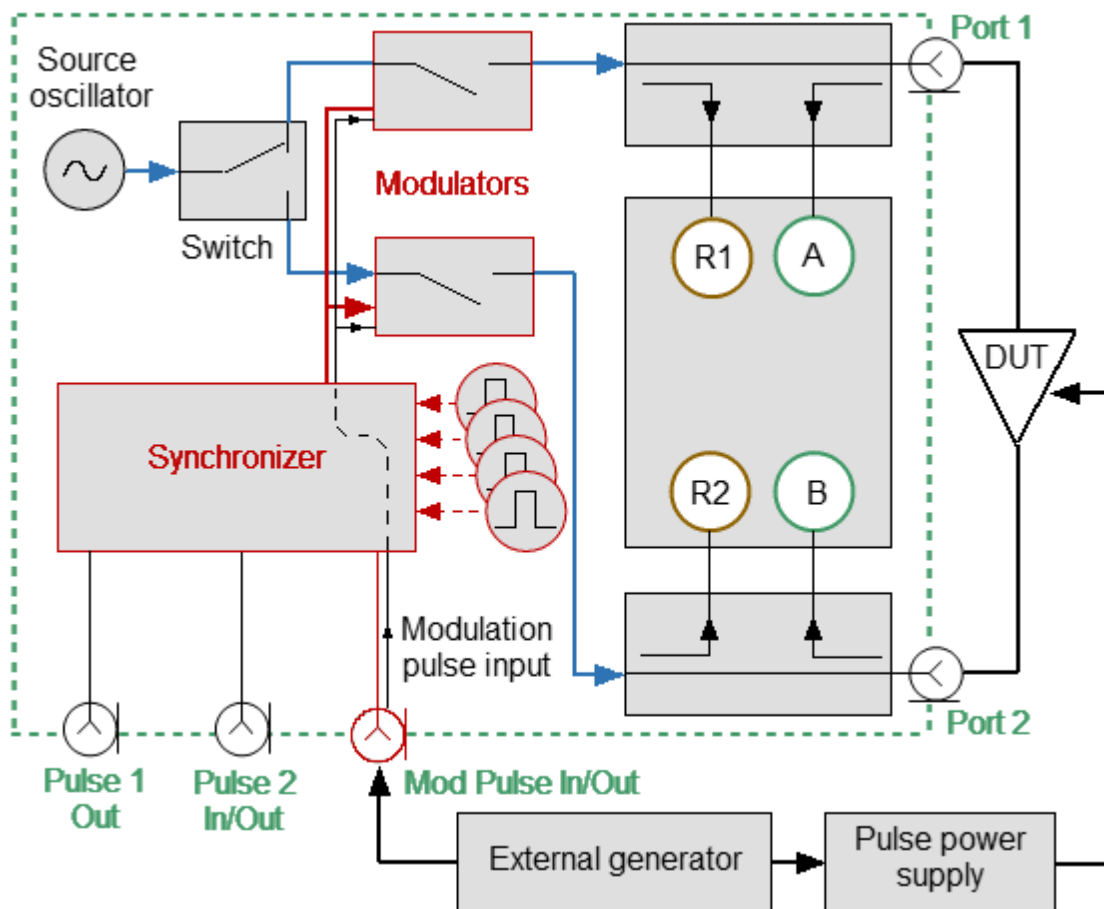 Port 1
Source
oscillator
Modulators
Switch
R1
A
DUT
Synchronizer
R2
B
Modulation
pulse input
Port 2
Pulse 1
Out
Pulse 2
In/Out
Mod Pulse In/Out
External generator
Pulse power
supply